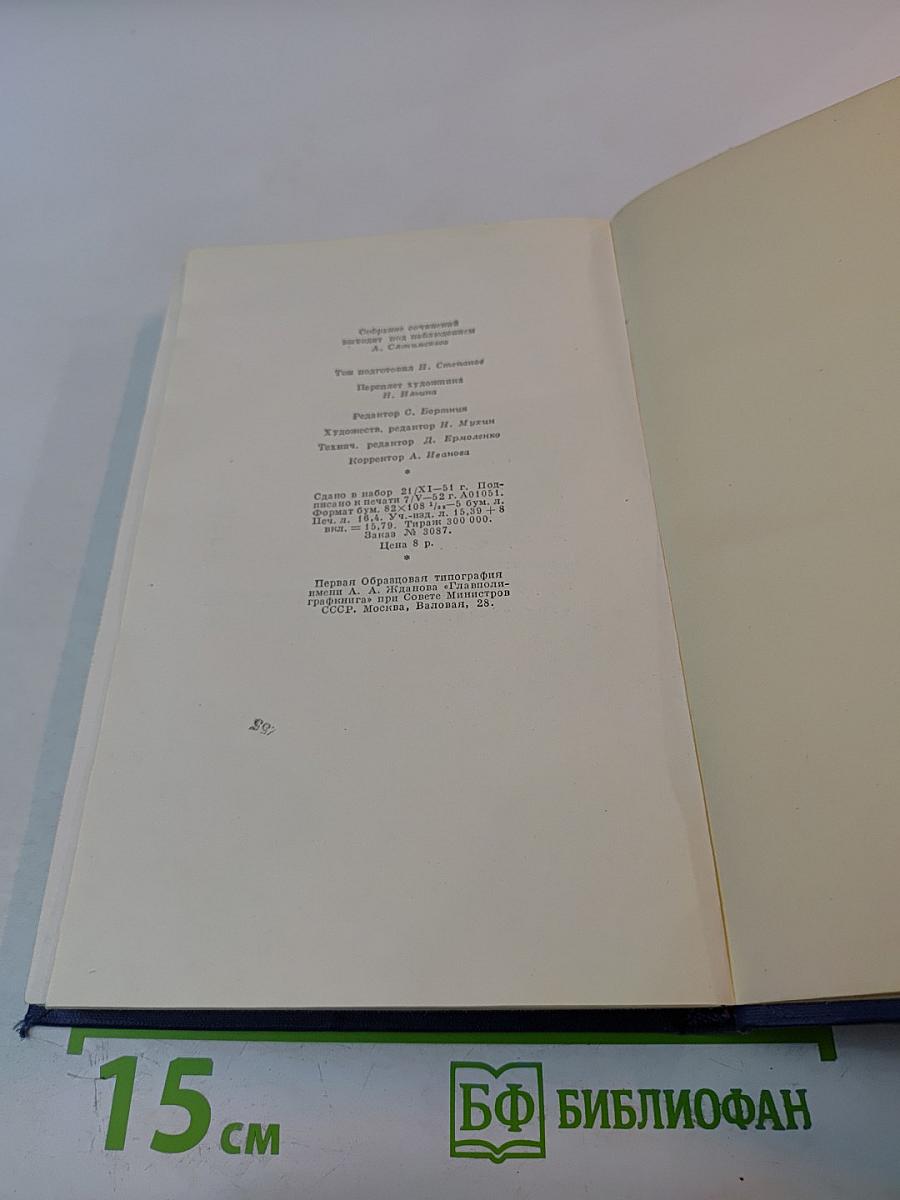 Собрание сочинений
выходит под наблюдением
А.
Том подготовил Н. Степанов
Переплет художника
Н. Ильина
Редактор С. Бортник
Художеств. редактор Н. Мухин
Технич. редактор Д. Ермоленко
Корректор А. Иванова
*
Сдано в набор 21/XI—51 г. Под-
писано к печати 7/V—52 г. А01051.
Формат бум. 82×108 ¹/₃₂—5 бум. л.
Печ. л. 16,4. Уч.-изд. л. 15,39 + 8
вкл. = 15,79. Тираж 300 000.
Заказ № 3087.
Цена 8 р.
*
Первая Образцовая типография
имени А. А. Жданова «Главполи-
графкнига» при Совете Министров
СССР. Москва, Валовая, 28.
15 см
БФ БИБЛИОФАН